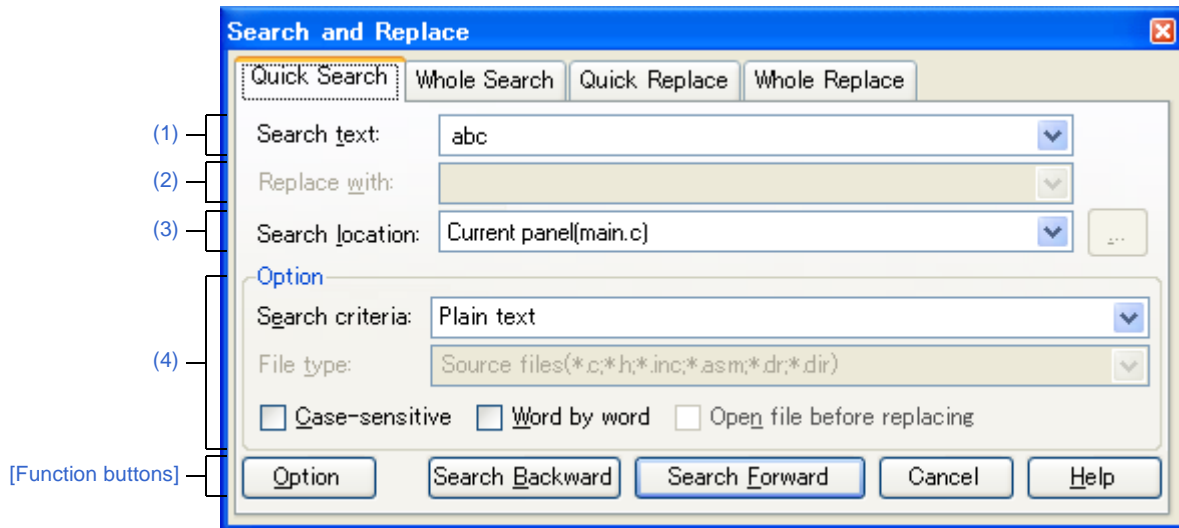 Search and Replace
Quick Search Whole Search Quick Replace Whole Replace
(1) Search text: abc
(2) Replace with:
(3) Search location: Current panel(main.c) ...
Option
Search criteria: Plain text
(4) File type: Source files(*.c;*.h;*.inc;*.asm;*.dr;*.dir)
Case-sensitive Word by word Open file before replacing
[Function buttons] Option Search Backward Search Forward Cancel Help